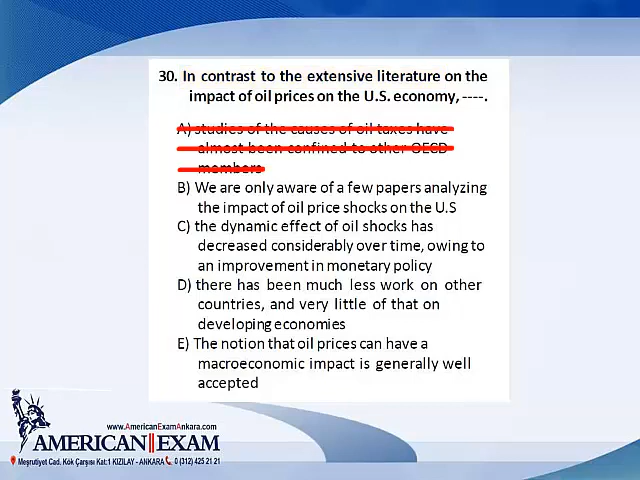 30. In contrast to the extensive literature on the
impact of oil prices on the U.S. economy, ----.
A) studies of the causes of oil taxes have
almost been confined to other OECD
members
B) We are only aware of a few papers analyzing
the impact of oil price shocks on the U.S
C) the dynamic effect of oil shocks has
decreased considerably over time, owing to
an improvement in monetary policy
D) there has been much less work on other
countries, and very little of that on
developing economies
E) The notion that oil prices can have a
macroeconomic impact is generally well
accepted
www.AmericanExamAnkara.com
AMERICAN EXAM
Meşrutiyet Cad. Kök Çarşısı Kat:1 KIZILAY - ANKARA 0 (312) 425 21 21